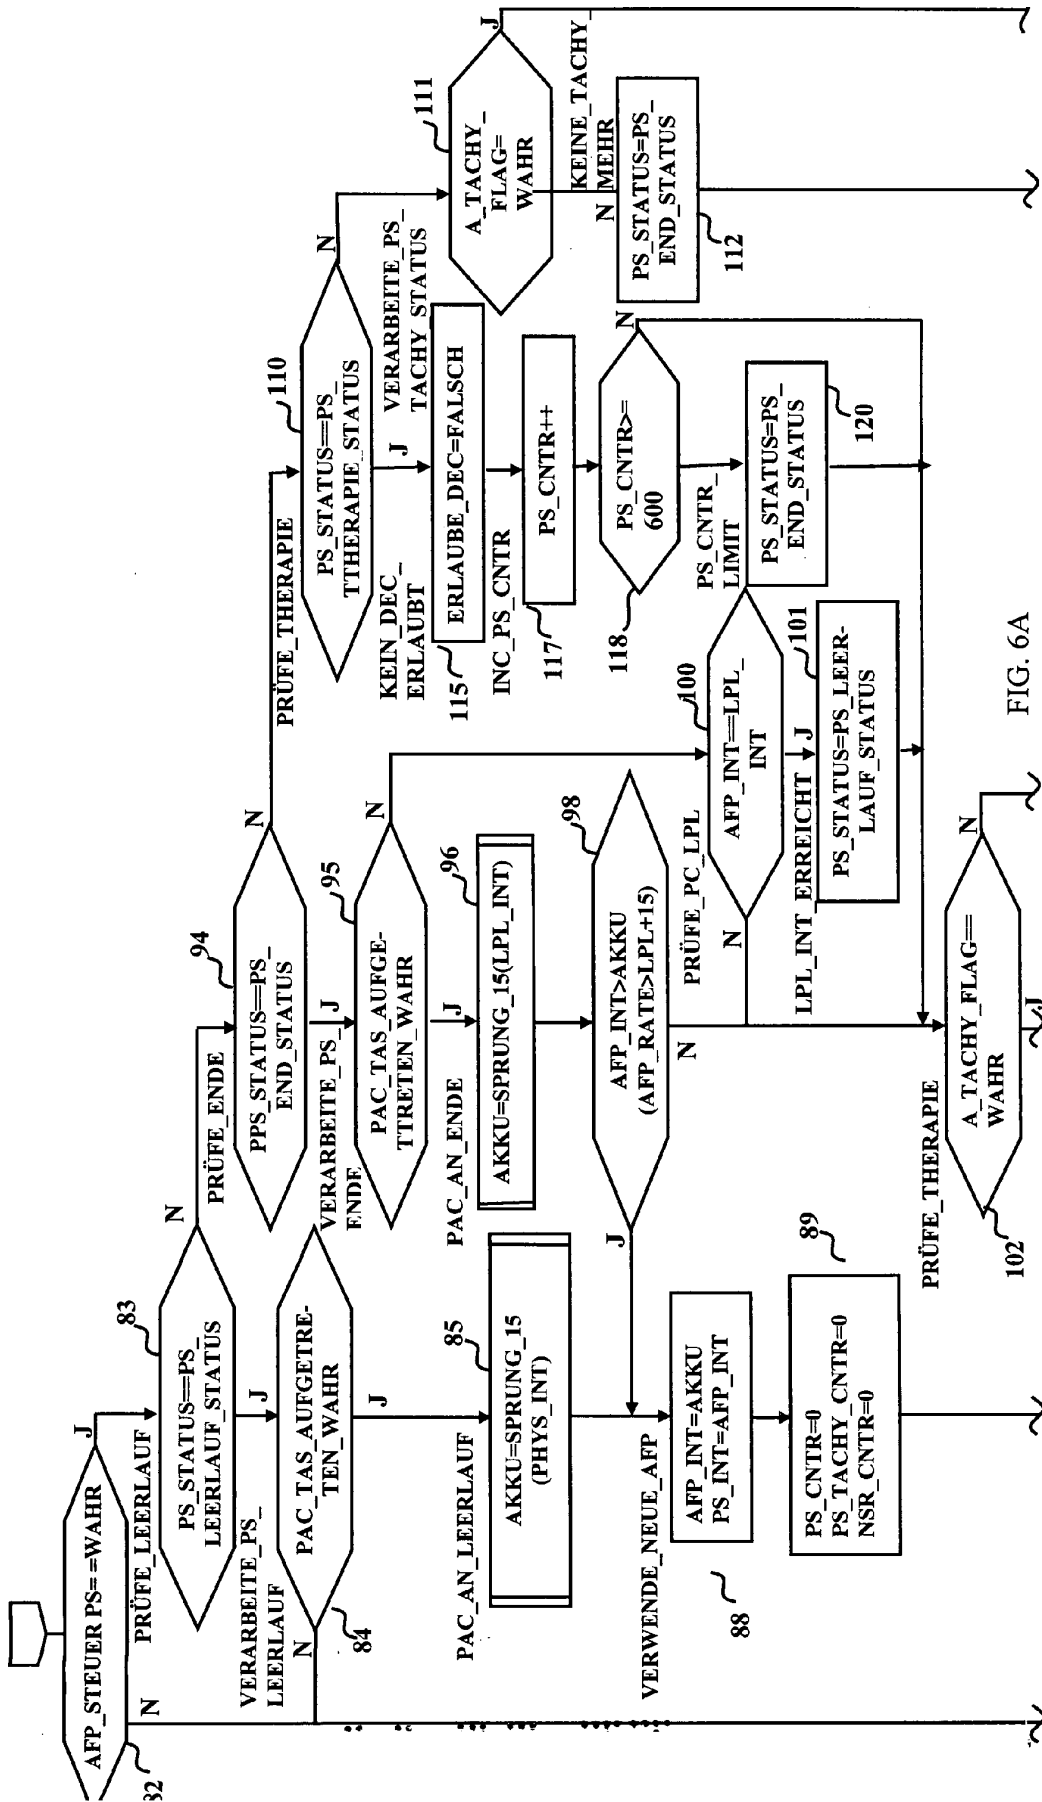 AFP_STEUER PS==WAHR
J
N
82
PRÜFE_LEERLAUF
PS_STATUS==PS_
LEERLAUF_STATUS
83
N
J
VERARBEITE_PS_
LEERLAUF
PAC_TAS_AUFGETRE-
TEN_WAHR
84
N
J
PAC_AN_LEERLAUF
AKKU=SPRUNG_15
(PHYS_INT)
85
VERWENDE_NEUE_AFP
AFP_INT=AKKU
PS_INT=AFP_INT
88
PS_CNTR=0
PS_TACHY_CNTR=0
NSR_CNTR=0
89
PRÜFE_ENDE
PPS_STATUS==PS_
END_STATUS
94
N
J
VERARBEITE_PS_
ENDE
PAC_TAS_AUFGE-
TTRETEN_WAHR
95
N
J
PAC_AN_ENDE
AKKU=SPRUNG_15(LPL_INT)
96
AFP_INT>AKKU
(AFP_RATE>LPL+15)
98
J
N
PRÜFE_PC_LPL
AFP_INT==LPL_
INT
100
N
J
LPL_INT_ERREICHT
PS_STATUS=PS_LEER-
LAUF_STATUS
101
PRÜFE_THERAPIE
A_TACHY_FLAG==
WAHR
102
N
J
PRÜFE_THERAPIE
PS_STATUS==PS_
TTHERAPIE_STATUS
110
N
J
KEIN_DEC_
ERLAUBT
ERLAUBE_DEC=FALSCH
115
INC_PS_CNTR
PS_CNTR++
117
PS_CNTR>=
600
118
N
PS_CNTR_
LIMIT
PS_STATUS=PS_
END_STATUS
120
VERARBEITE_PS_
TACHY_STATUS
A_TACHY_
FLAG=
WAHR
111
J
N
KEINE_TACHY_
MEHR
PS_STATUS=PS_
END_STATUS
112
FIG. 6A